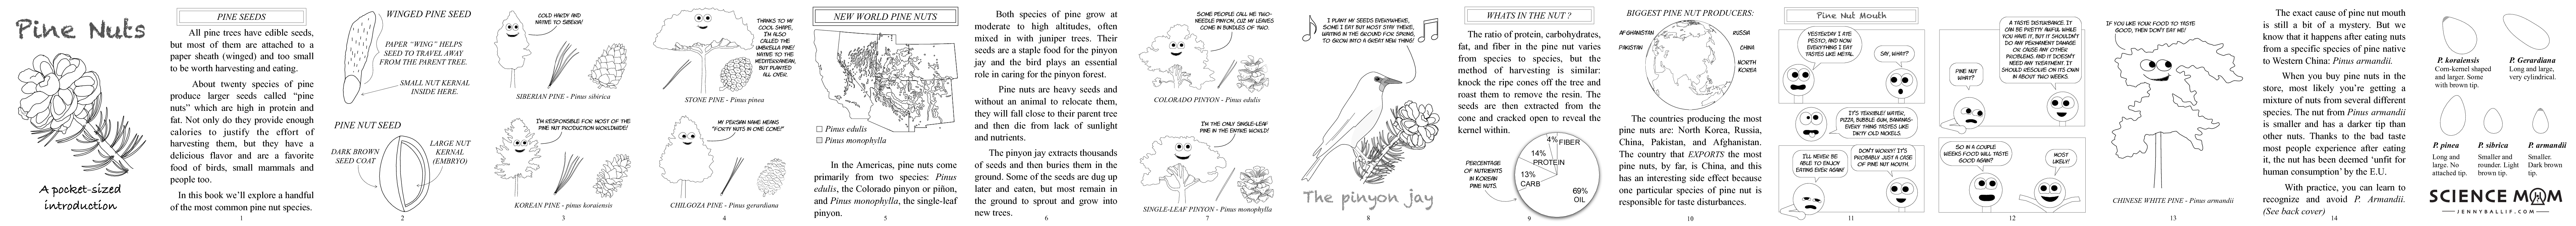 Pine Nuts
A pocket-sized
introduction
PINE SEEDS
All pine trees have edible seeds,
but most of them are attached to a
paper sheath (winged) and too small
to be worth harvesting and eating.
About twenty species of pine
produce larger seeds called "pine
nuts" which are high in protein and
fat. Not only do they provide enough
calories to justify the effort of
harvesting them, but they have a
delicious flavor and are a favorite
food of birds, small mammals and
people too.
In this book we'll explore a handful
of the most common pine nut species.
1
WINGED PINE SEED
PAPER "WING" HELPS
SEED TO TRAVEL AWAY
FROM THE PARENT TREE.
SMALL NUT KERNAL
INSIDE HERE.
PINE NUT SEED
DARK BROWN
SEED COAT
LARGE NUT
KERNAL
(EMBRYO)
2
COLD HARDY AND
NATIVE TO SIBERIA!
SIBERIAN PINE - Pinus sibirica
I'M RESPONSIBLE FOR MOST OF THE
PINE NUT PRODUCTION WORLDWIDE!
KOREAN PINE - pinus koraiensis
3
THANKS TO MY
COOL SHAPE,
I'M ALSO
CALLED THE
UMBRELLA PINE!
NATIVE TO THE
MEDITERRANEAN,
BUT PLANTED
ALL OVER.
STONE PINE - Pinus pinea
MY PERSIAN NAME MEANS
"FORTY NUTS IN ONE CONE!"
CHILGOZA PINE - Pinus gerardiana
4
NEW WORLD PINE NUTS
Pinus edulis
Pinus monophylla
In the Americas, pine nuts come
primarily from two species: Pinus
edulis, the Colorado pinyon or piñon,
and Pinus monophylla, the single-leaf
pinyon.
5
Both species of pine grow at
moderate to high altitudes, often
mixed in with juniper trees. Their
seeds are a staple food for the pinyon
jay and the bird plays an essential
role in caring for the pinyon forest.
Pine nuts are heavy seeds and
without an animal to relocate them,
they will fall close to their parent tree
and then die from lack of sunlight
and nutrients.
The pinyon jay extracts thousands
of seeds and then buries them in the
ground. Some of the seeds are dug up
later and eaten, but most remain in
the ground to sprout and grow into
new trees.
6
SOME PEOPLE CALL ME TWO-
NEEDLE PINYON, CUZ MY LEAVES
COME IN BUNDLES OF TWO.
COLORADO PINYON - Pinus edulis
I'M THE ONLY SINGLE-LEAF
PINE IN THE ENTIRE WORLD!
SINGLE-LEAF PINYON - Pinus monophylla
7
I PLANT MY SEEDS EVERYWHERE,
SOME I EAT BUT MOST STAY THERE,
WAITING IN THE GROUND FOR SPRING,
TO GROW INTO A GREAT NEW THING!
The pinyon jay
8
WHATS IN THE NUT ?
The ratio of protein, carbohydrates,
fat, and fiber in the pine nut varies
from species to species, but the
method of harvesting is similar:
knock the ripe cones off the tree and
roast them to remove the resin. The
seeds are then extracted from the
cone and cracked open to reveal the
kernel within.
PERCENTAGE
OF NUTRIENTS
IN KOREAN
PINE NUTS.
4% FIBER
14%
PROTEIN
13%
CARB
69%
OIL
9
BIGGEST PINE NUT PRODUCERS:
AFGHANISTAN
PAKISTAN
RUSSIA
CHINA
NORTH
KOREA
The countries producing the most
pine nuts are: North Korea, Russia,
China, Pakistan, and Afghanistan.
The country that EXPORTS the most
pine nuts, by far, is China, and this
has an interesting side effect because
one particular species of pine nut is
responsible for taste disturbances.
10
Pine Nut Mouth
YESTERDAY I ATE
PESTO, AND NOW
EVERYTHING I EAT
TASTES LIKE METAL.
SAY, WHAT?
IT'S TERRIBLE! WATER,
PIZZA, BUBBLE GUM, BANANAS-
EVERY THING TASTES LIKE
DIRTY OLD NICKELS.
I'LL NEVER BE
ABLE TO ENJOY
EATING EVER AGAIN!
DON'T WORRY! IT'S
PROBABLY JUST A CASE
OF PINE NUT MOUTH.
11
PINE NUT
WHAT?
A TASTE DISTURBANCE. IT
CAN BE PRETTY AWFUL WHILE
YOU HAVE IT, BUT IT SHOULDN'T
DO ANY PERMANENT DAMAGE
OR CAUSE ANY OTHER
PROBLEMS. AND IT DOESN'T
NEED ANY TREATMENT. IT
SHOULD RESOLVE ON ITS OWN
IN ABOUT TWO WEEKS.
SO IN A COUPLE
WEEKS FOOD WILL TASTE
GOOD AGAIN?
MOST
LIKELY!
12
IF YOU LIKE YOUR FOOD TO TASTE
GOOD, THEN DON'T EAT ME!
CHINESE WHITE PINE - Pinus armandii
13
The exact cause of pine nut mouth
is still a bit of a mystery. But we
know that it happens after eating nuts
from a specific species of pine native
to Western China: Pinus armandii.
When you buy pine nuts in the
store, most likely you're getting a
mixture of nuts from several different
species. The nut from Pinus armandii
is smaller and has a darker tip than
other nuts. Thanks to the bad taste
most people experience after eating
it, the nut has been deemed 'unfit for
human consumption' by the E.U.
With practice, you can learn to
recognize and avoid P. Armandii.
(See back cover)
14
P. koraiensis
Corn-kernel shaped
and larger. Some
with brown tip.
P. Gerardiana
Long and large,
very cylindrical.
P. pinea
Long and
large. No
attached tip.
P. sibrica
Smaller and
rounder. Light
brown tip.
P. armandii
Smaller.
Dark brown
tip.
SCIENCE MOM
JENNYBALLIF.COM